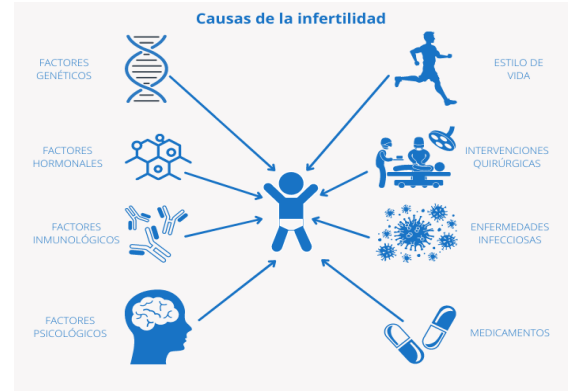 Causas de la infertilidad
FACTORES
GENÉTICOS
ESTILO DE
VIDA
FACTORES
HORMONALES
INTERVENCIONES
QUIRÚRGICAS
FACTORES
INMUNOLÓGICOS
ENFERMEDADES
INFECCIOSAS
FACTORES
PSICOLÓGICOS
MEDICAMENTOS